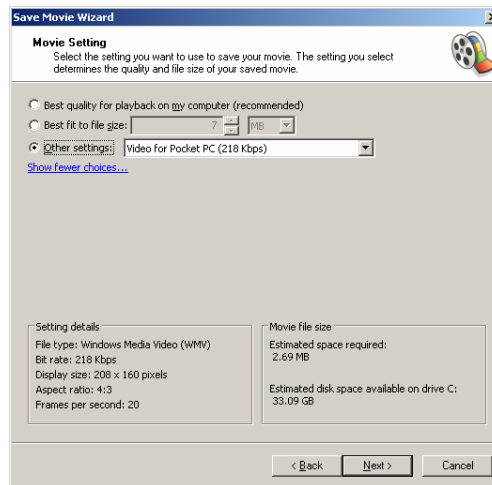 Save Movie Wizard
Movie Setting
Select the setting you want to use to save your movie. The setting you select
determines the quality and file size of your saved movie.
Best quality for playback on my computer (recommended)
Best fit to file size: 7 MB
Other settings: Video for Pocket PC (218 Kbps)
Show fewer choices...
Setting details
File type: Windows Media Video (WMV)
Bit rate: 218 Kbps
Display size: 208 x 160 pixels
Aspect ratio: 4:3
Frames per second: 20
Movie file size
Estimated space required:
2.69 MB
Estimated disk space available on drive C:
33.09 GB
< Back Next > Cancel